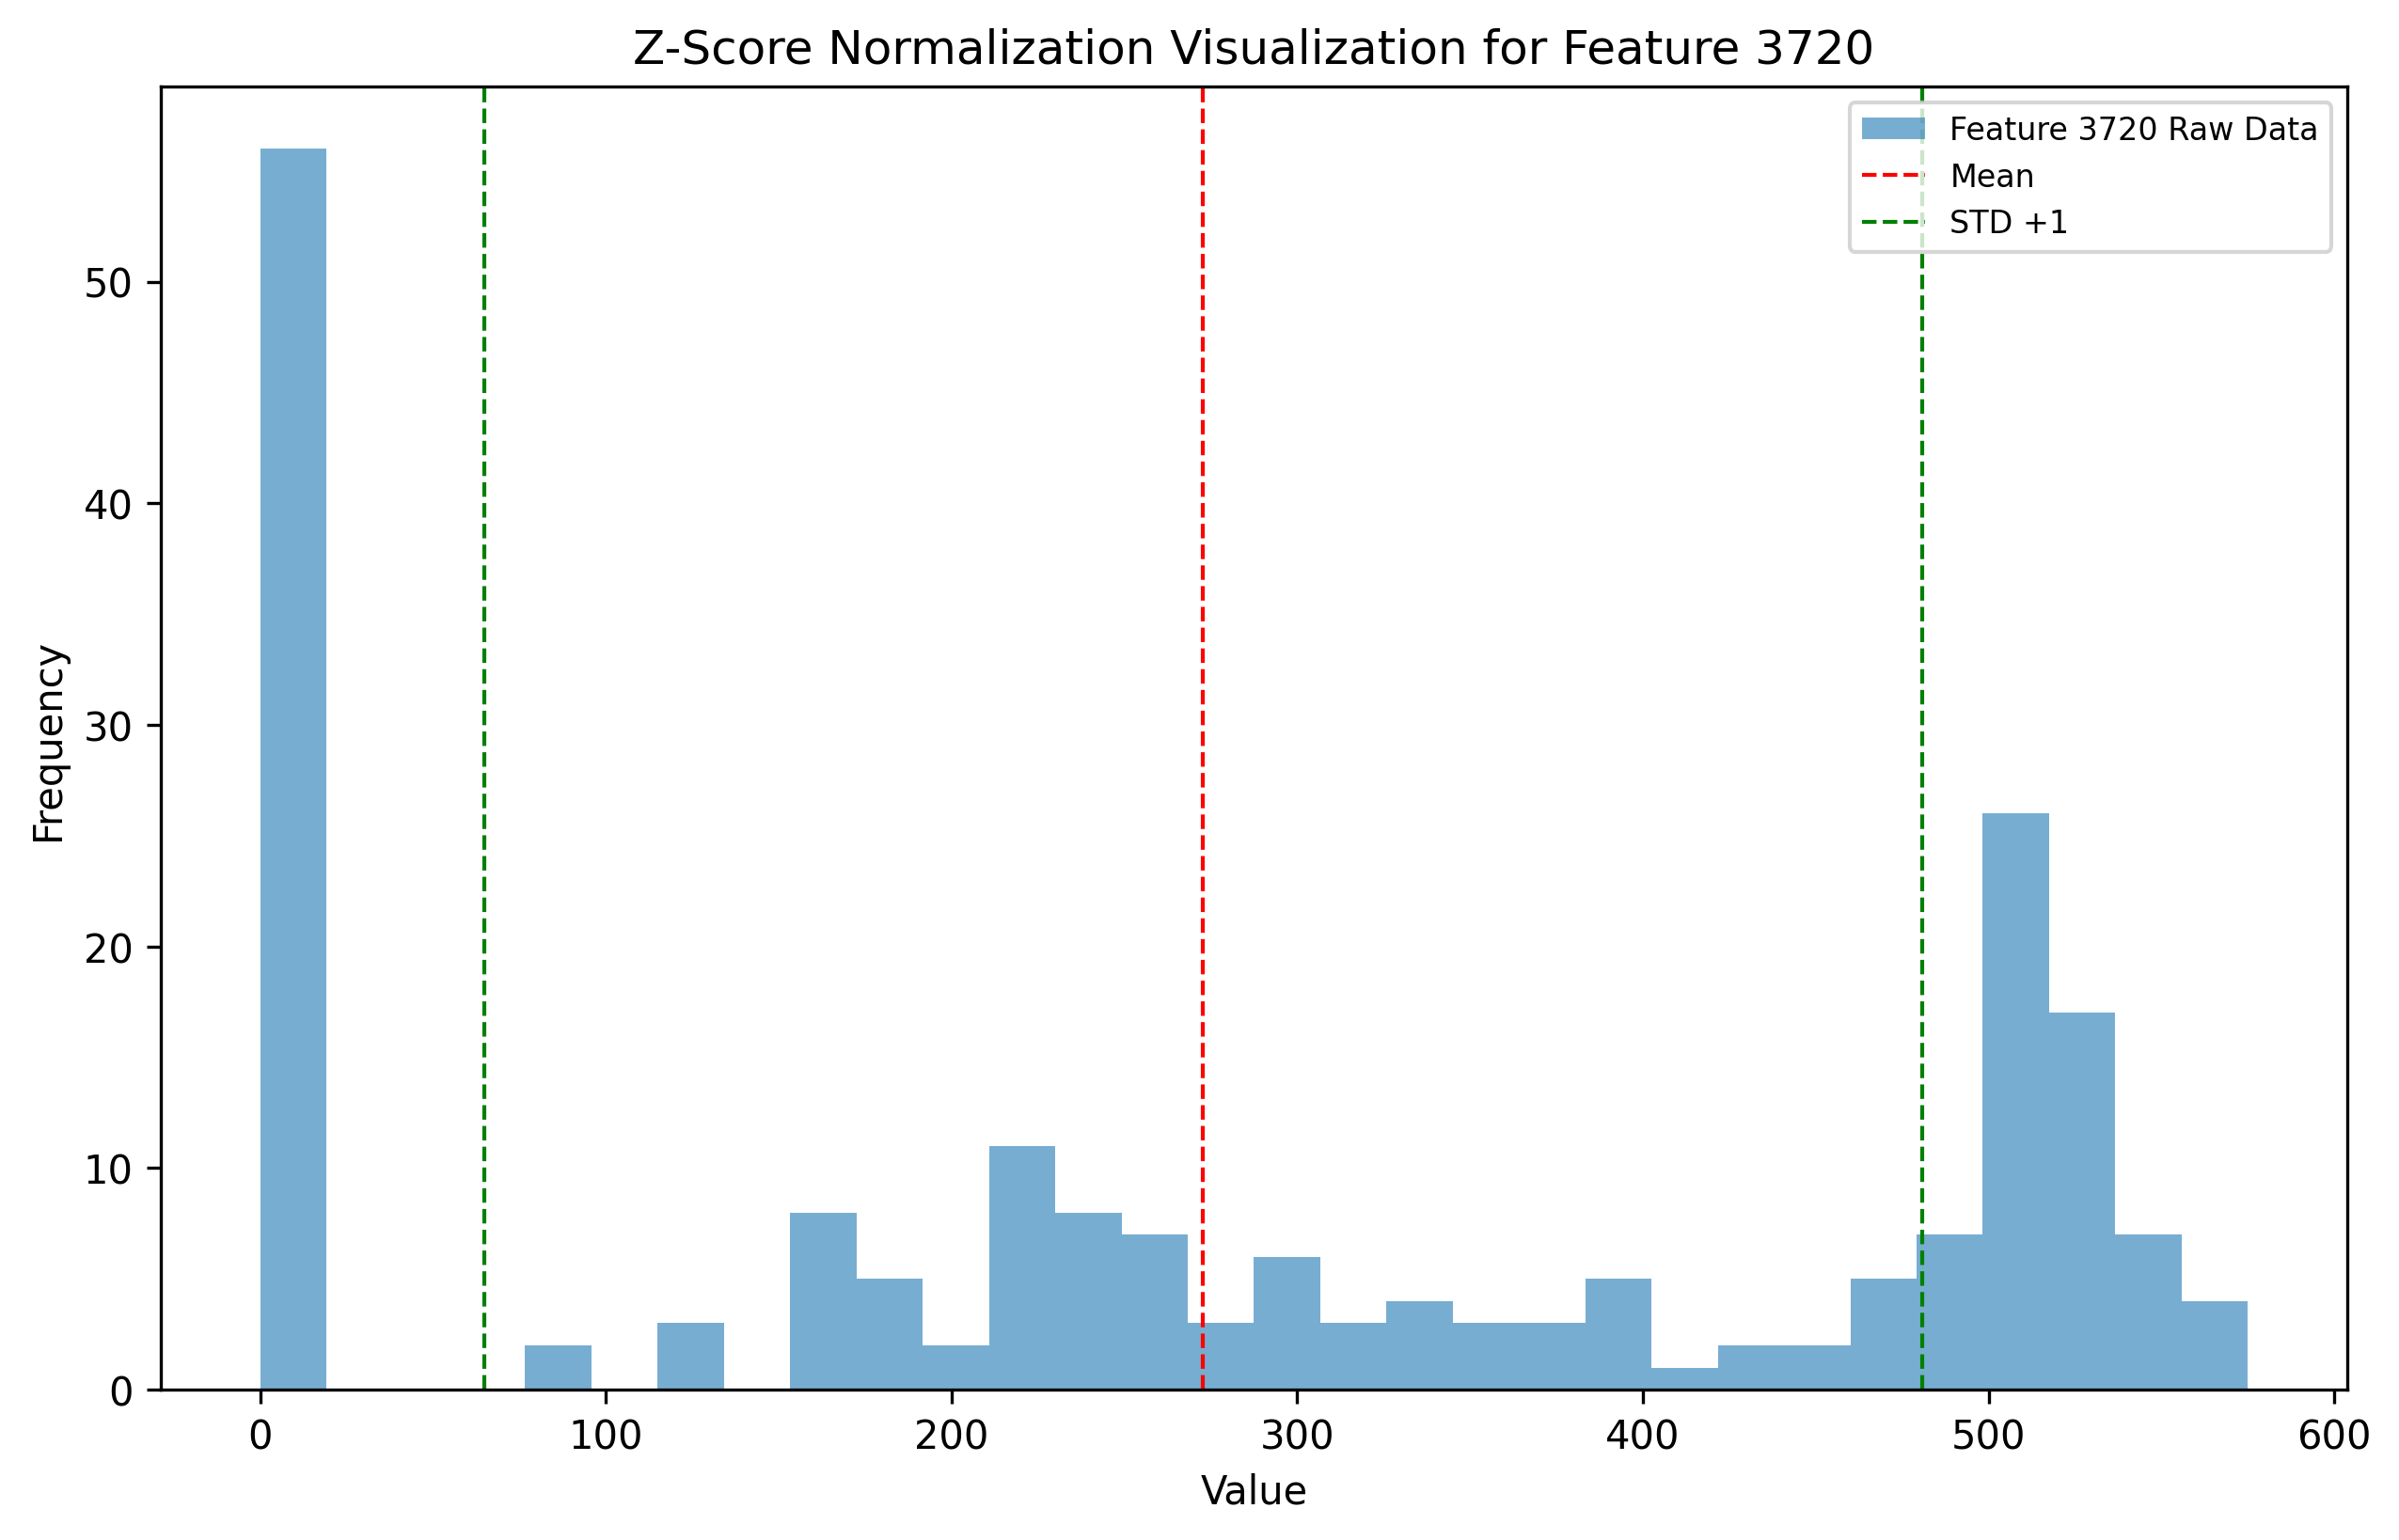 Z-Score Normalization Visualization for Feature 3720
Feature 3720 Raw Data
Mean
STD +1
Frequency
50
40
30
20
10
0
0 100 200 300 400 500 600
Value